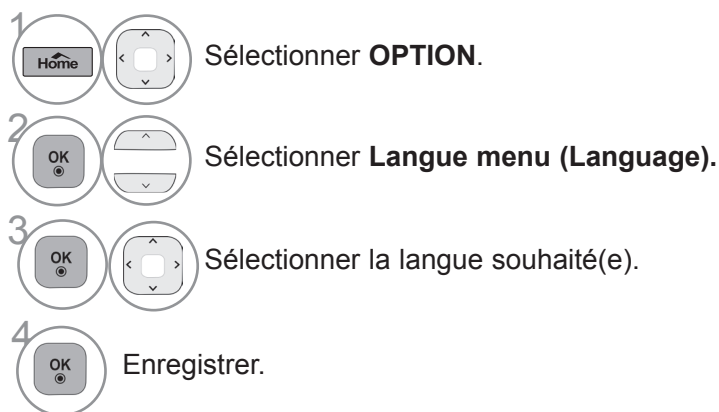 1
Home
Sélectionner OPTION.
2
OK
Sélectionner Langue menu (Language).
3
OK
Sélectionner la langue souhaité(e).
4
OK
Enregistrer.